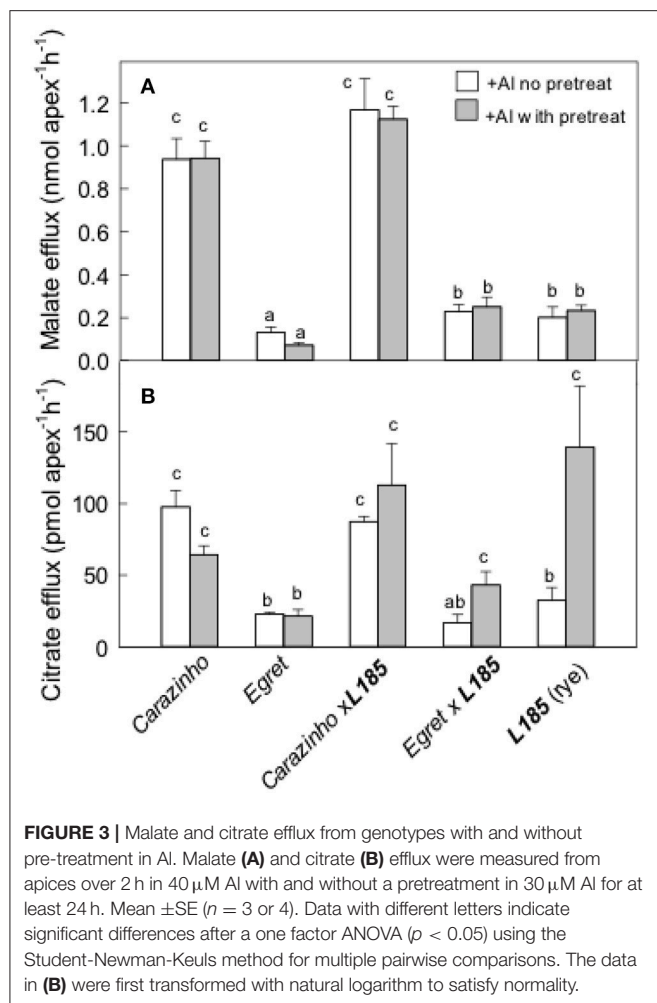 A
+Al no pretreat
+Al with pretreat
Malate efflux (nmol apex⁻¹h⁻¹)
1.2
1.0
0.8
0.6
0.4
0.2
0.0
c c
a a
c c
b b
b b
B
Citrate efflux (pmol apex⁻¹h⁻¹)
150
100
50
0
c c
b b
c c
ab c
b c
Carazinho
Egret
Carazinho x L185
Egret x L185
L185 (rye)
FIGURE 3 | Malate and citrate efflux from genotypes with and without
pre-treatment in Al. Malate (A) and citrate (B) efflux were measured from
apices over 2 h in 40 μM Al with and without a pretreatment in 30 μM Al for at
least 24 h. Mean ±SE (n = 3 or 4). Data with different letters indicate
significant differences after a one factor ANOVA (p < 0.05) using the
Student-Newman-Keuls method for multiple pairwise comparisons. The data
in (B) were first transformed with natural logarithm to satisfy normality.